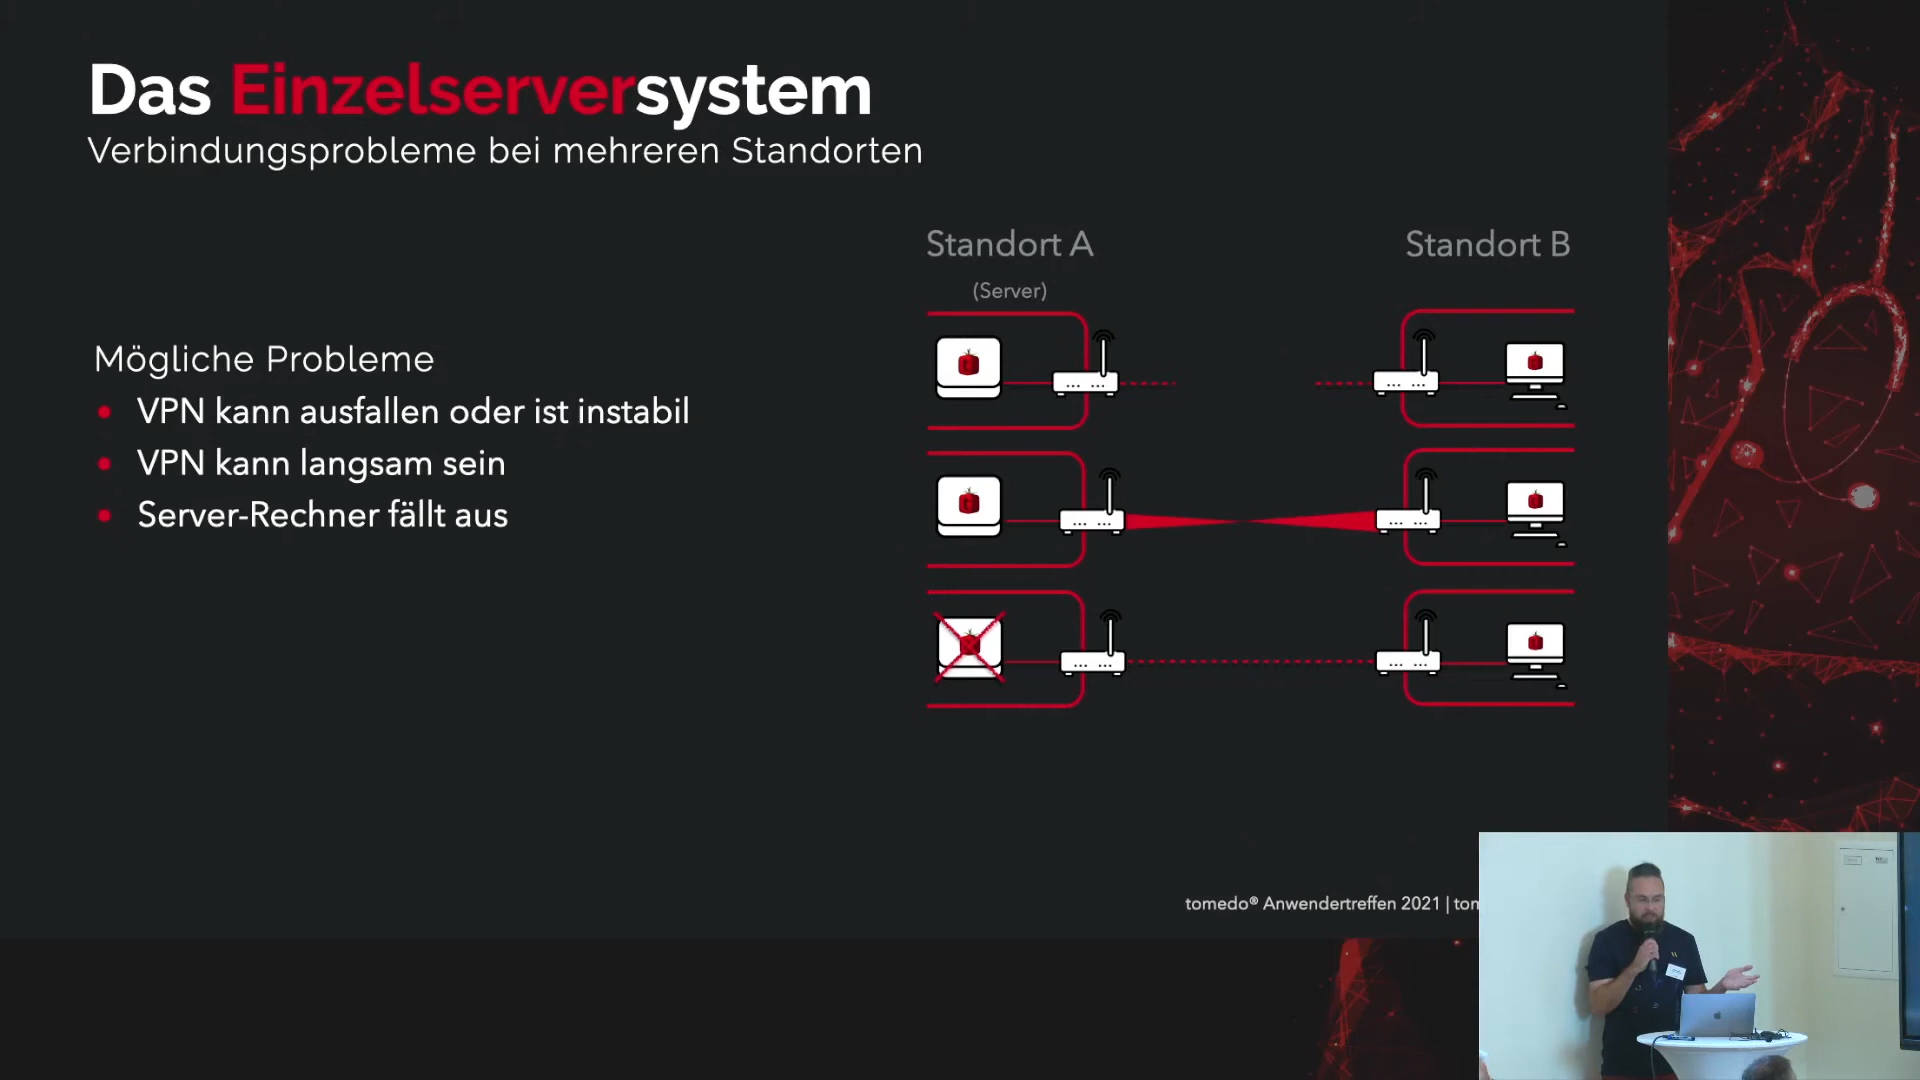 Das Einzelserversystem
Verbindungsprobleme bei mehreren Standorten
Standort A
Standort B
(Server)
Mögliche Probleme
VPN kann ausfallen oder ist instabil
VPN kann langsam sein
Server-Rechner fällt aus
tomedo® Anwendertreffen 2021 | tom